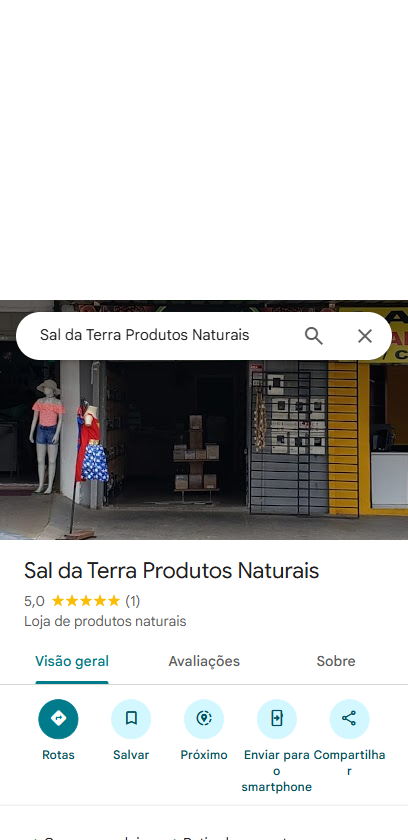 Sal da Terra Produtos Naturais
Sal da Terra Produtos Naturais
5,0 (1)
Loja de produtos naturais
Visão geral Avaliações Sobre
Rotas Salvar Próximo Enviar para o smartphone Compartilhar